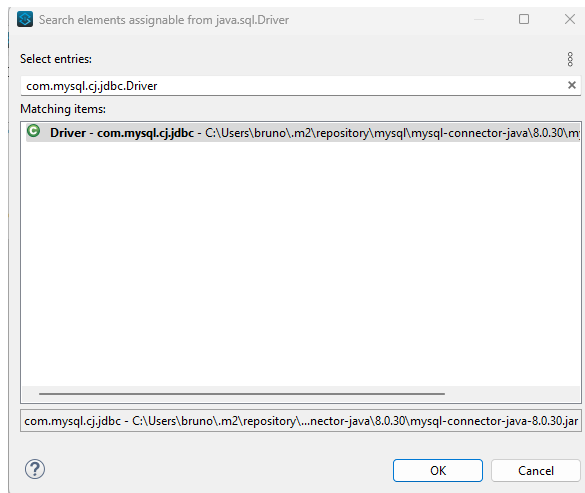 Search elements assignable from java.sql.Driver
Select entries:
com.mysql.cj.jdbc.Driver
Matching items:
Driver - com.mysql.cj.jdbc - C:\Users\bruno\.m2\repository\mysql\mysql-connector-java\8.0.30\m
com.mysql.cj.jdbc - C:\Users\bruno\.m2\repository\...nector-java\8.0.30\mysql-connector-java-8.0.30.jar
OK Cancel